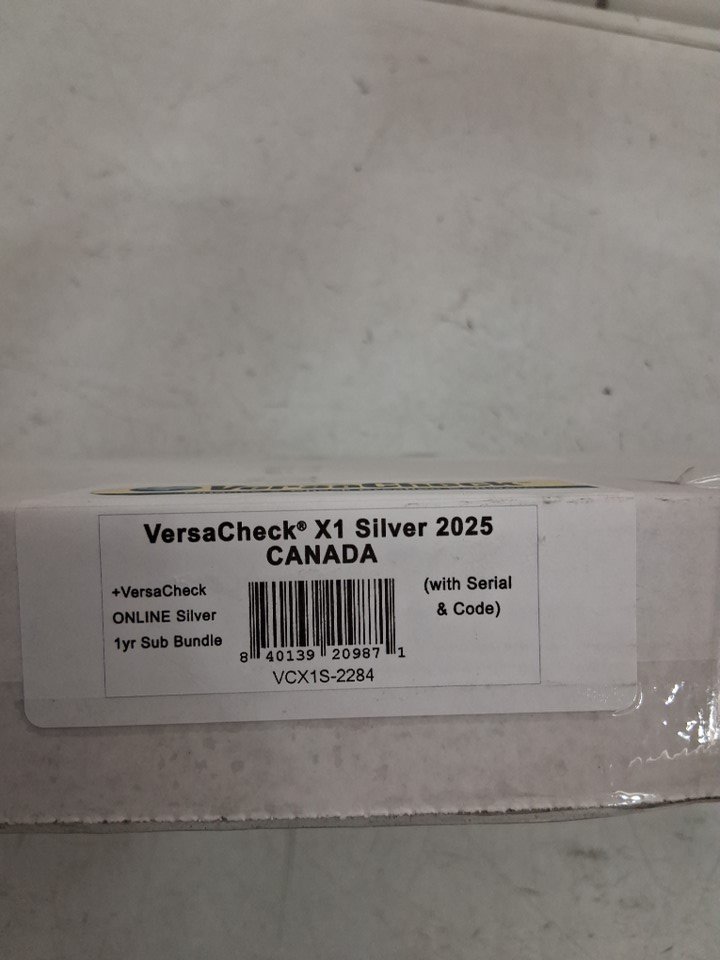 VersaCheck
VersaCheck® X1 Silver 2025
CANADA
+VersaCheck
ONLINE Silver
1yr Sub Bundle
(with Serial
& Code)
8 40139 20987 1
VCX1S-2284